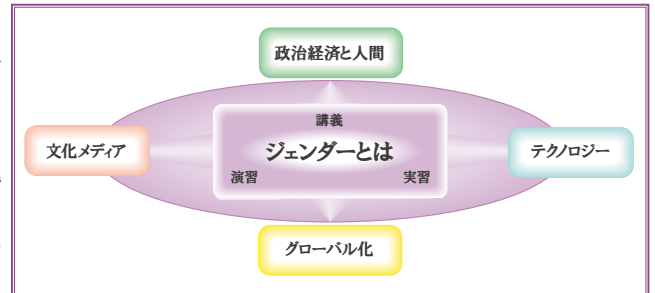 政治経済と人間
講義
文化メディア
ジェンダーとは
テクノロジー
演習
実習
グローバル化